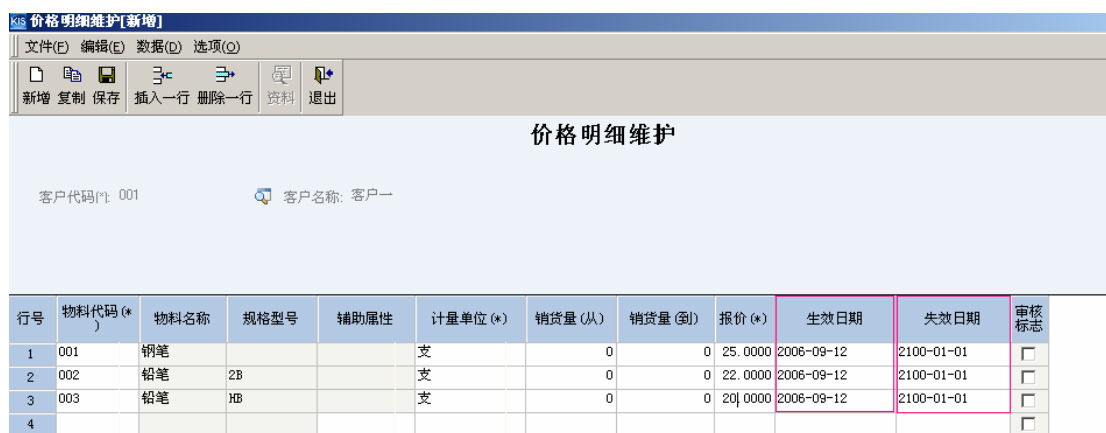 KIS 价格明细维护[新增]
文件(F) 编辑(E) 数据(D) 选项(O)
新增 复制 保存 插入一行 删除一行 资料 退出
价格明细维护
客户代码(*): 001 客户名称: 客户一
行号 物料代码(*) 物料名称 规格型号 辅助属性 计量单位(*) 销货量(从) 销货量(到) 报价(*) 生效日期 失效日期 审核标志
1 001 钢笔 支 0 0 25.0000 2006-09-12 2100-01-01
2 002 铅笔 2B 支 0 0 22.0000 2006-09-12 2100-01-01
3 003 铅笔 HB 支 0 0 20.0000 2006-09-12 2100-01-01
4